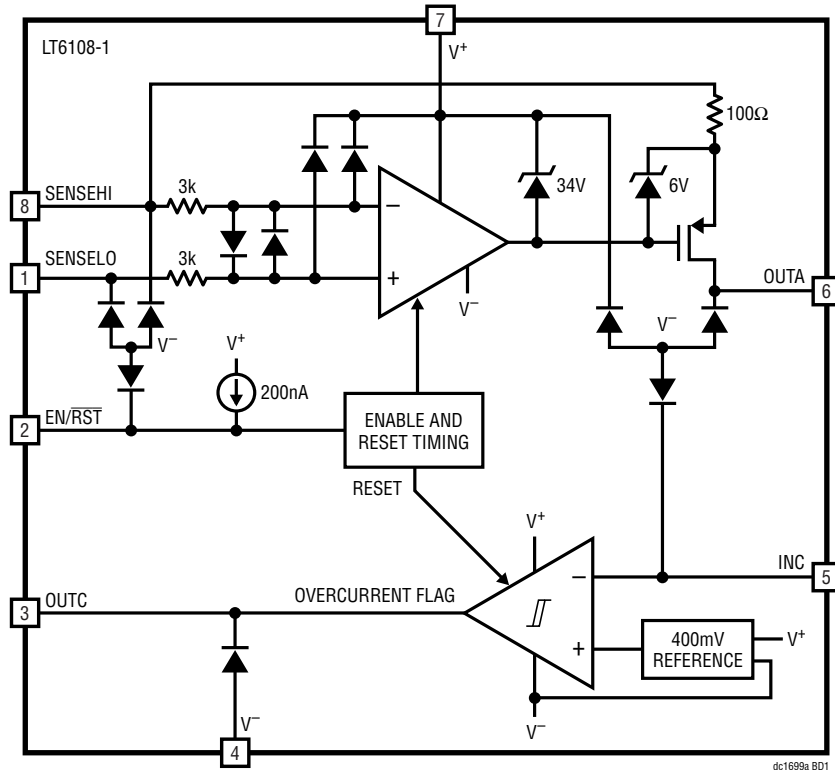 7
LT6108-1
V+
100Ω
34V
6V
3k
8 SENSEHI
SENSELO
3k
1
−
+
V−
OUTA
6
V−
V−
V+
200nA
EN/RST
2
ENABLE AND
RESET TIMING
RESET
V+
INC
5
OUTC
3
OVERCURRENT FLAG
−
+
400mV
REFERENCE
V+
V−
V−
4
dc1699a BD1